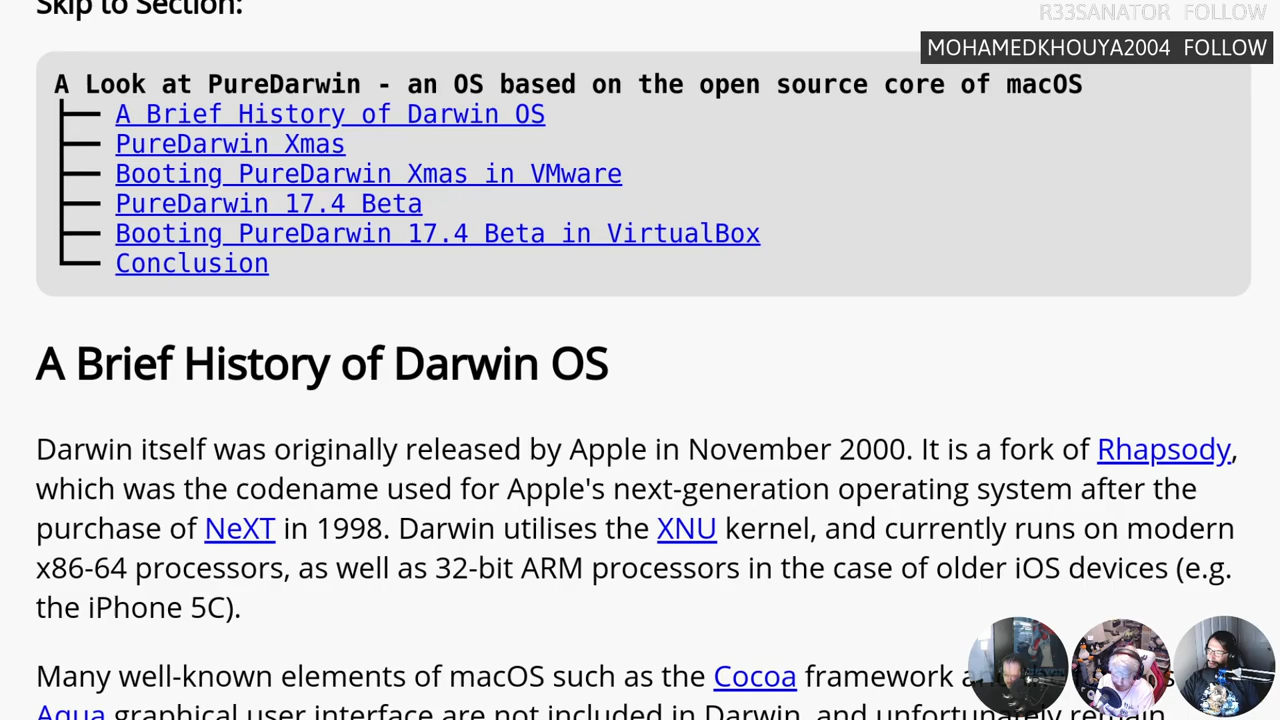 Skip to Section:
R33SANATOR FOLLOW
MOHAMEDKHOUYA2004 FOLLOW
A Look at PureDarwin - an OS based on the open source core of macOS
A Brief History of Darwin OS
PureDarwin Xmas
Booting PureDarwin Xmas in VMware
PureDarwin 17.4 Beta
Booting PureDarwin 17.4 Beta in VirtualBox
Conclusion
A Brief History of Darwin OS
Darwin itself was originally released by Apple in November 2000. It is a fork of Rhapsody,
which was the codename used for Apple's next-generation operating system after the
purchase of NeXT in 1998. Darwin utilises the XNU kernel, and currently runs on modern
x86-64 processors, as well as 32-bit ARM processors in the case of older iOS devices (e.g.
the iPhone 5C).
Many well-known elements of macOS such as the Cocoa framework
Aqua graphical user interface are not included in Darwin, and unfortunately remain